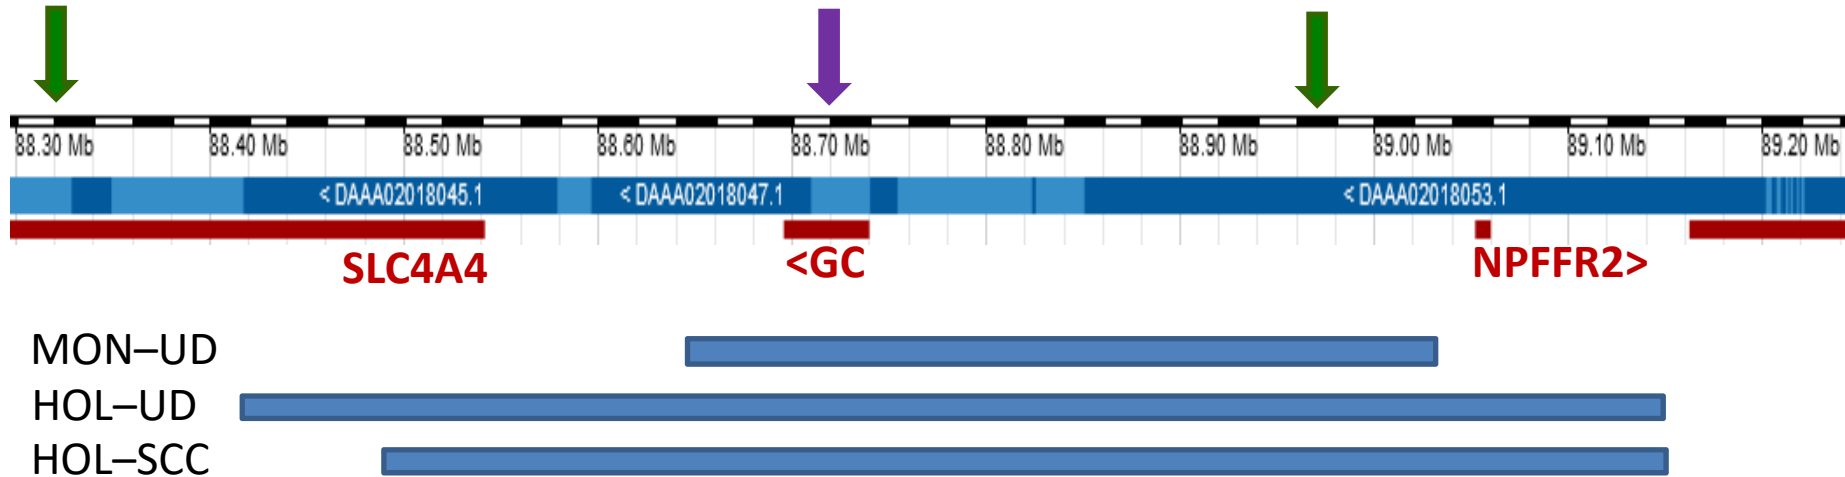 88.30 Mb 88.40 Mb 88.50 Mb 88.60 Mb 88.70 Mb 88.80 Mb 88.90 Mb 89.00 Mb 89.10 Mb 89.20 Mb
< DAAA02018045.1 < DAAA02018047.1 < DAAA02018053.1
SLC4A4 <GC NPFFR2>
MON–UD
HOL–UD
HOL–SCC